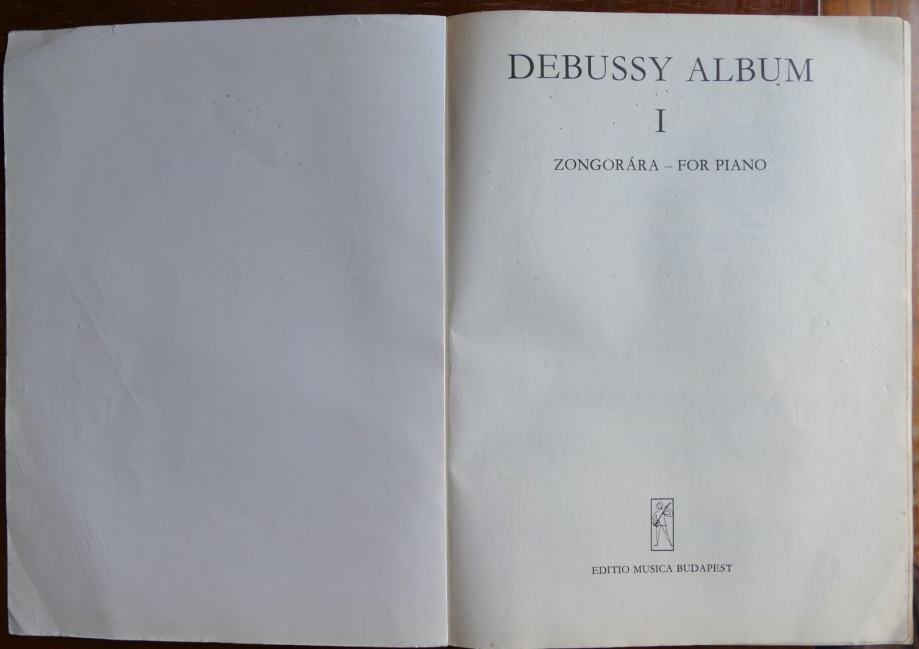 DEBUSSY ALBUM
I
ZONGORÁRA – FOR PIANO
EDITIO MUSICA BUDAPEST